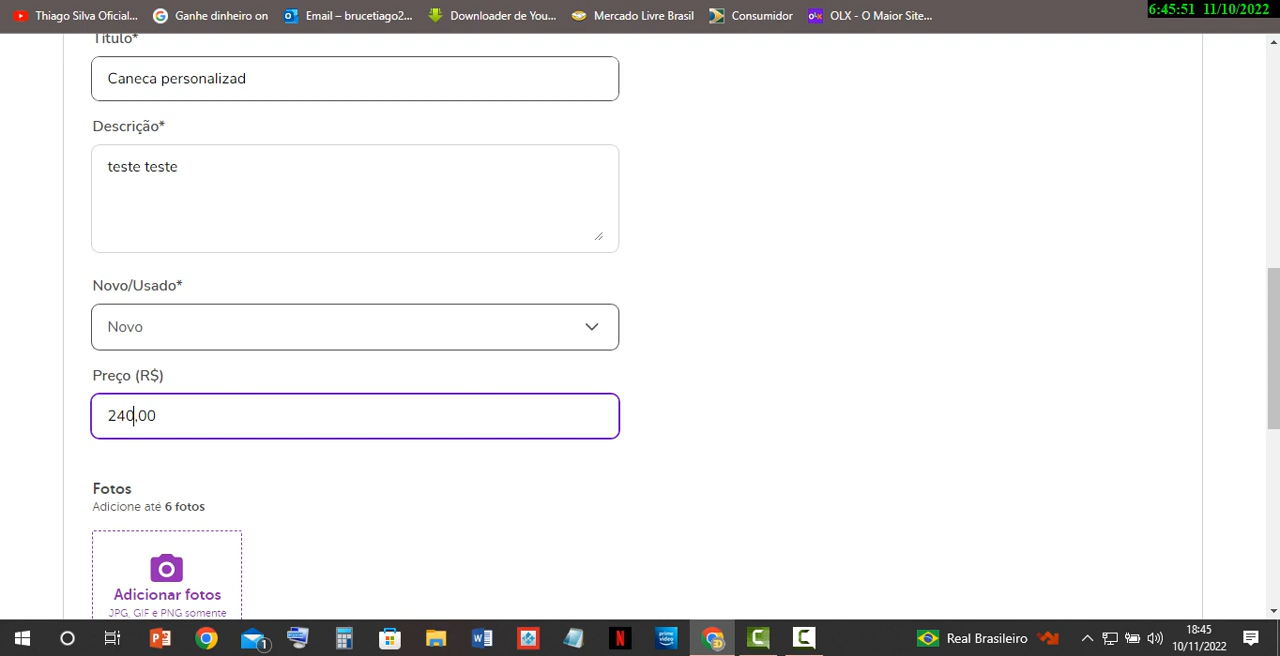 Thiago Silva Oficial... Ganhe dinheiro on Email – brucetiago2... Downloader de You... Mercado Livre Brasil Consumidor OLX - O Maior Site... 6:45:51 11/10/2022
Título*
Caneca personalizad
Descrição*
teste teste
Novo/Usado*
Novo
Preço (R$)
240,00
Fotos
Adicione até 6 fotos
Adicionar fotos
JPG, GIF e PNG somente
Real Brasileiro 18:45
10/11/2022